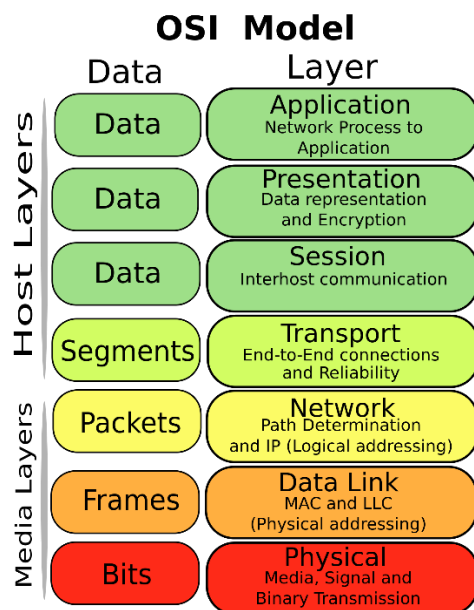 OSI Model
Data
Layer
Host Layers
Data
Application
Network Process to
Application
Data
Presentation
Data representation
and Encryption
Data
Session
Interhost communication
Segments
Transport
End-to-End connections
and Reliability
Media Layers
Packets
Network
Path Determination
and IP (Logical addressing)
Frames
Data Link
MAC and LLC
(Physical addressing)
Bits
Physical
Media, Signal and
Binary Transmission